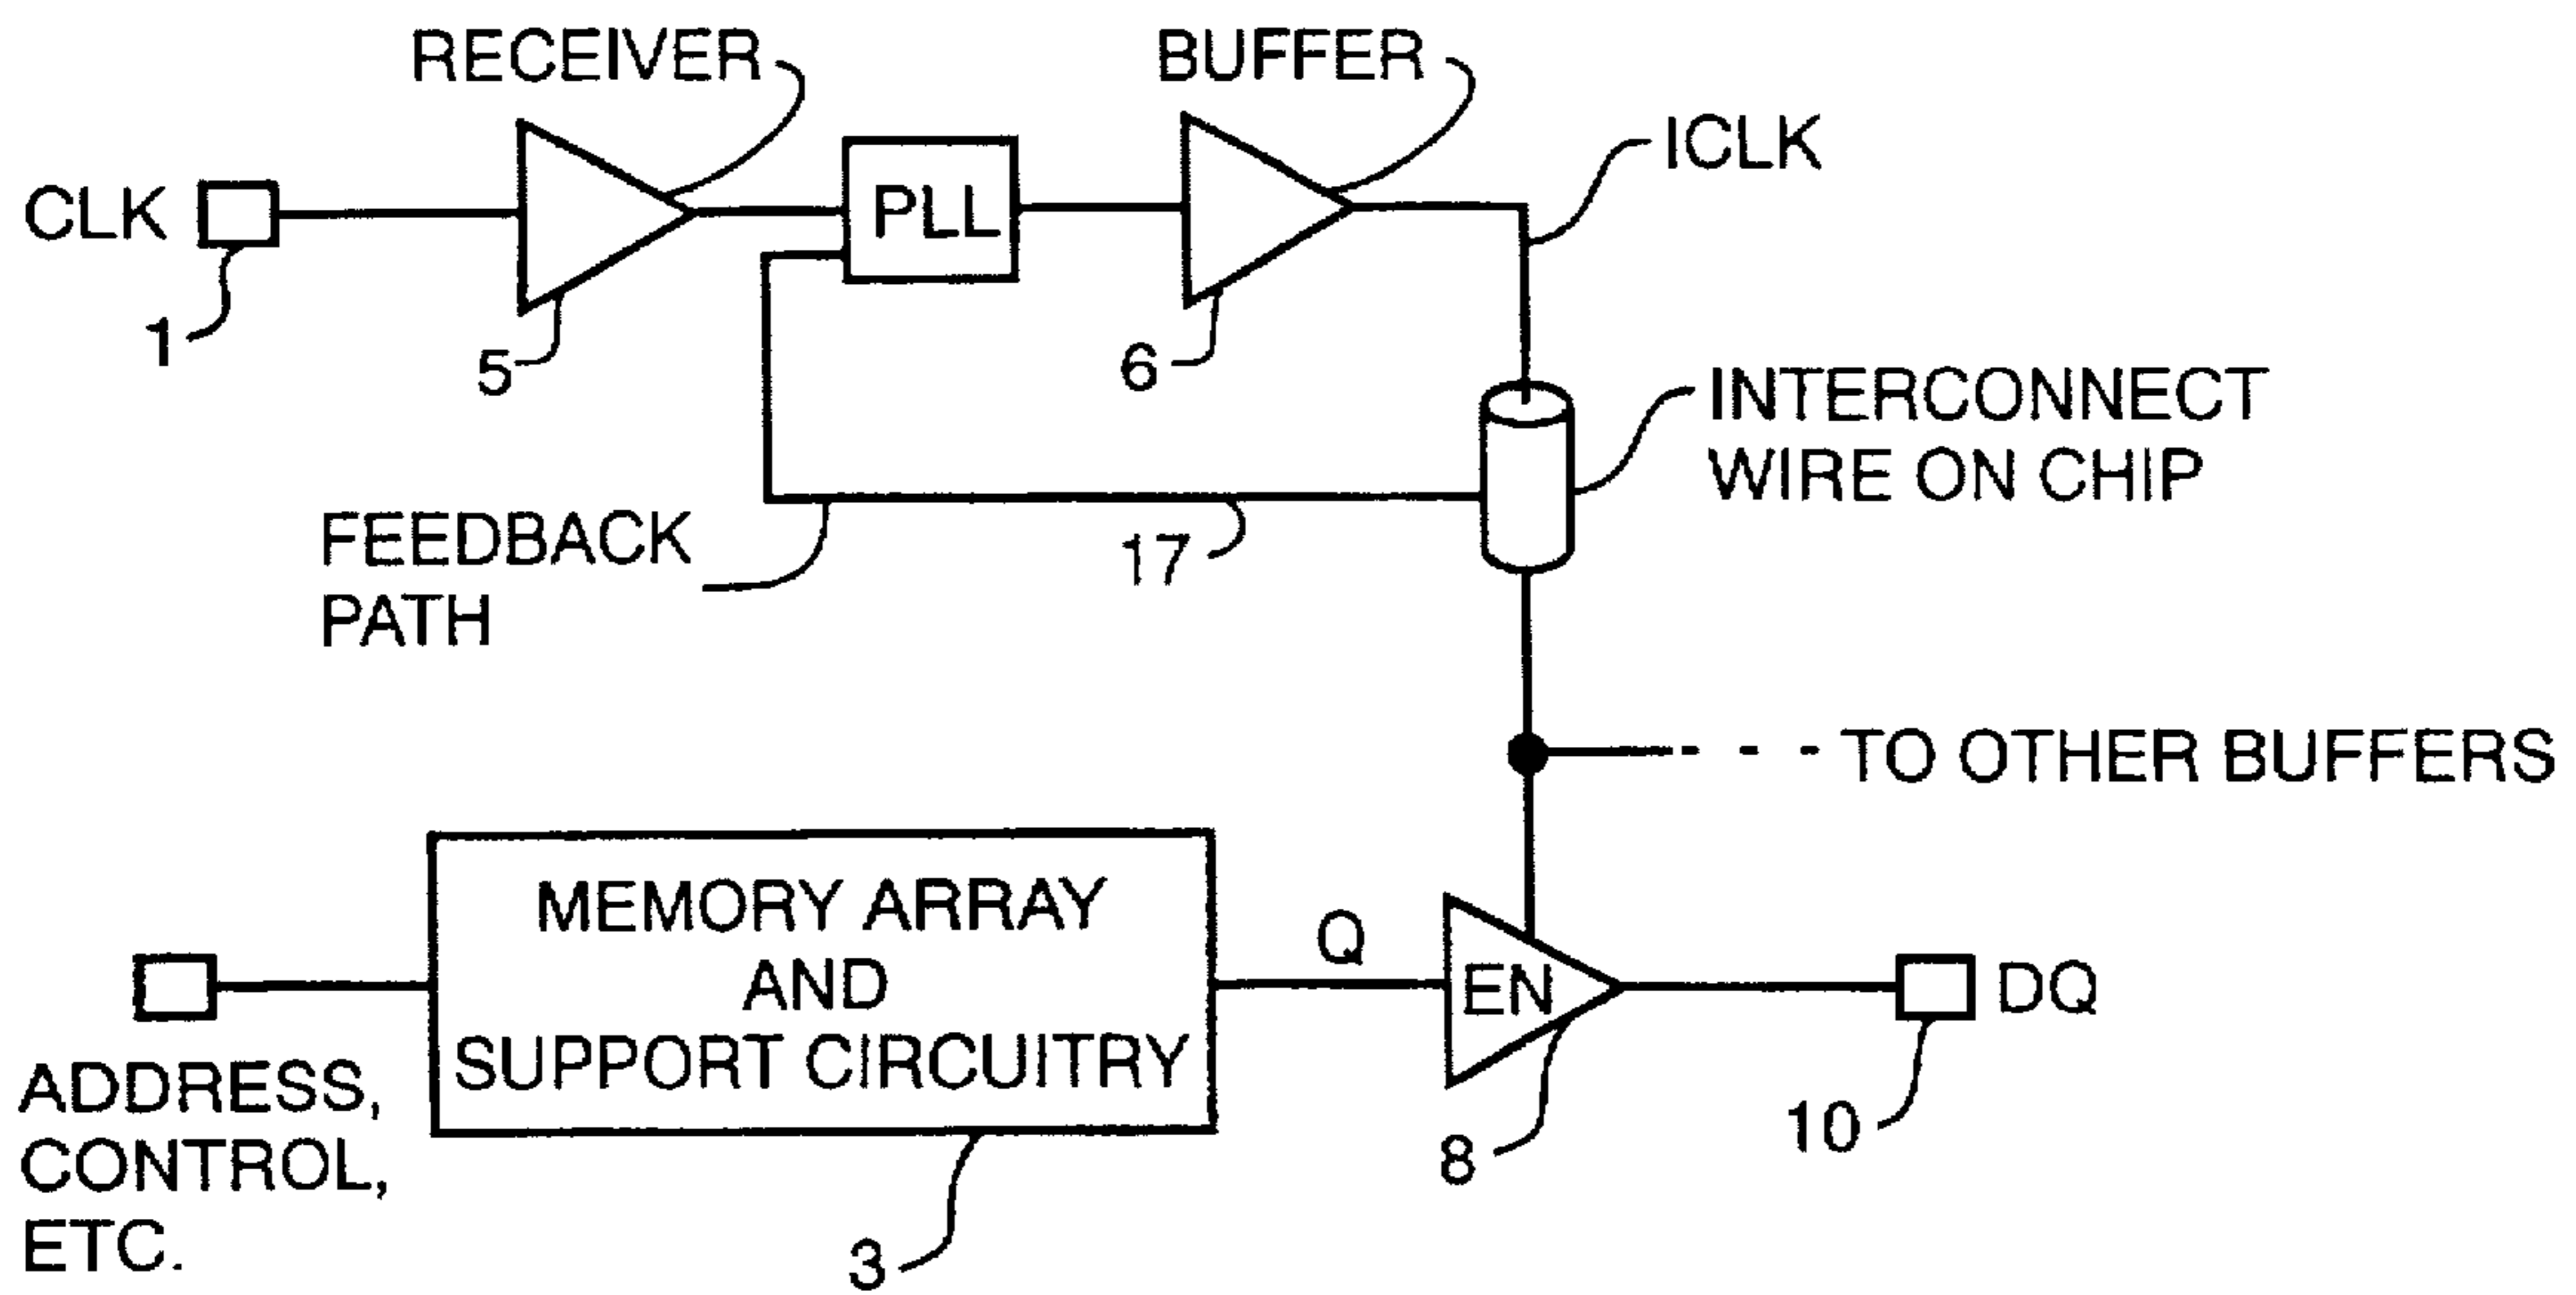 RECEIVER
BUFFER
ICLK
CLK
PLL
1
5
6
INTERCONNECT
WIRE ON CHIP
FEEDBACK
PATH
17
TO OTHER BUFFERS
MEMORY ARRAY
AND
SUPPORT CIRCUITRY
Q
EN
DQ
ADDRESS,
CONTROL,
ETC.
10
8
3